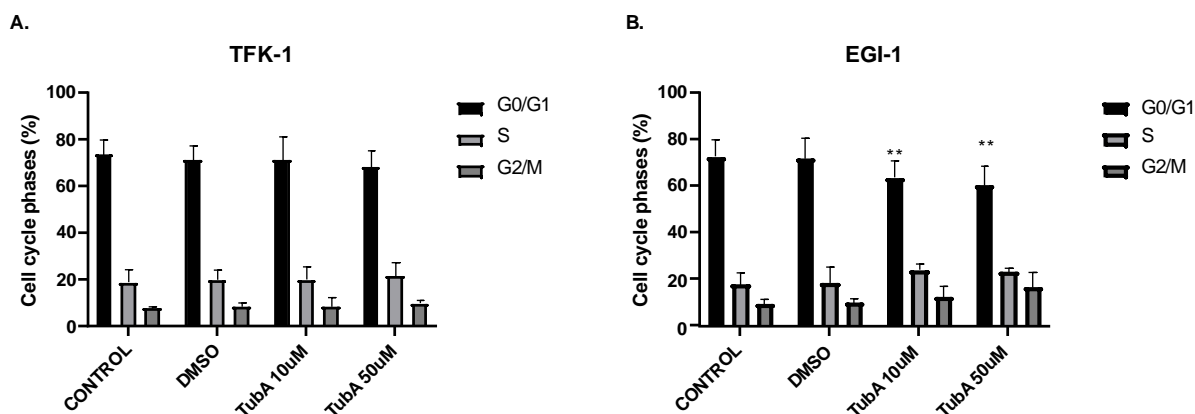 A.
TFK-1
Cell cycle phases (%)
100
80
60
40
20
0
CONTROL
DMSO
TubA 10uM
TubA 50uM
G0/G1
S
G2/M
B.
EGI-1
Cell cycle phases (%)
100
80
60
40
20
0
**
**
CONTROL
DMSO
TubA 10uM
TubA 50uM
G0/G1
S
G2/M